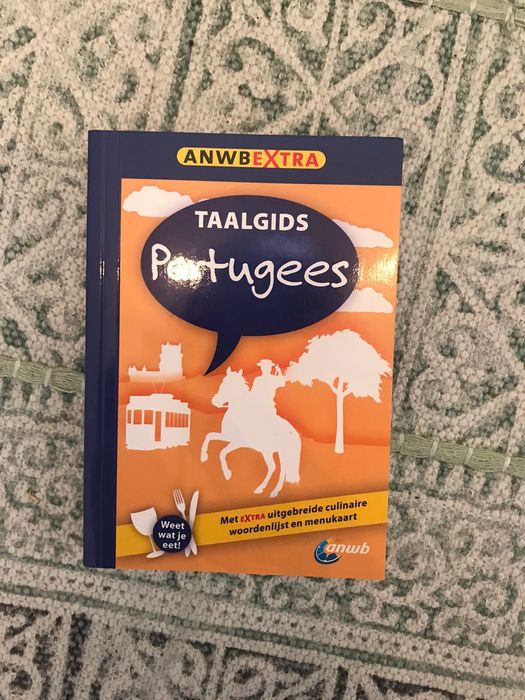 ANWBEXTRA
TAALGIDS
Portugees
Met EXTRA uitgebreide culinaire
woordenlijst en menukaart
Weet
wat je
eet!
anwb